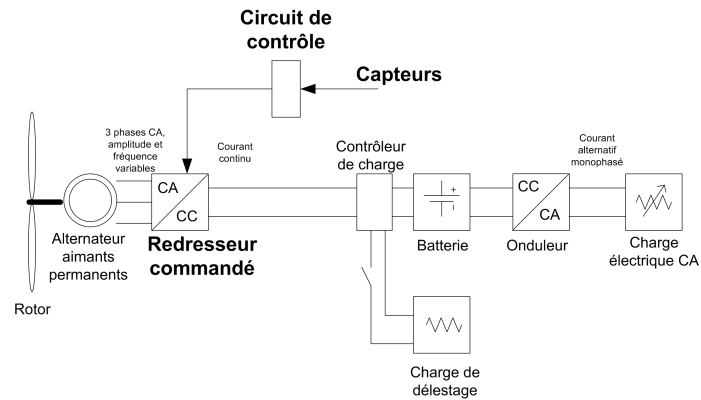 Circuit de
contrôle
Capteurs
3 phases CA,
amplitude et
fréquence
variables
Courant
continu
Contrôleur
de charge
Courant
alternatif
monophasé
CA
CC
+
-
CC
CA
Alternateur
aimants
permanents
Redresseur
commandé
Batterie
Onduleur
Charge
électrique CA
Rotor
Charge de
délestage